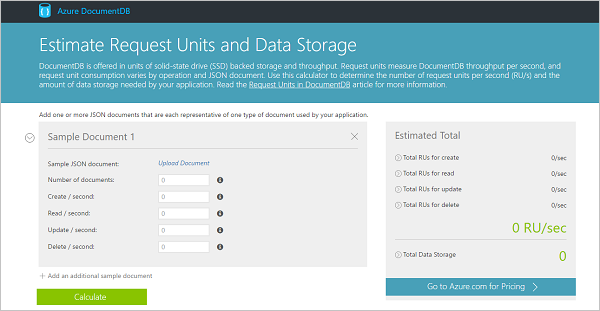 Azure DocumentDB
Estimate Request Units and Data Storage
DocumentDB is offered in units of solid-state drive (SSD) backed storage and throughput. Request units measure DocumentDB throughput per second, and
request unit consumption varies by operation and JSON document. Use this calculator to determine the number of request units per second (RU/s) and the
amount of data storage needed by your application. Read the Request Units in DocumentDB article for more information.
Add one or more JSON documents that are each representative of one type of document used by your application.
Sample Document 1
Sample JSON document: Upload Document
Number of documents: 0
Create / second: 0
Read / second: 0
Update / second: 0
Delete / second: 0
+ Add an additional sample document
Calculate
Estimated Total
Total RUs for create 0/sec
Total RUs for read 0/sec
Total RUs for update 0/sec
Total RUs for delete 0/sec
0 RU/sec
Total Data Storage 0
Go to Azure.com for Pricing